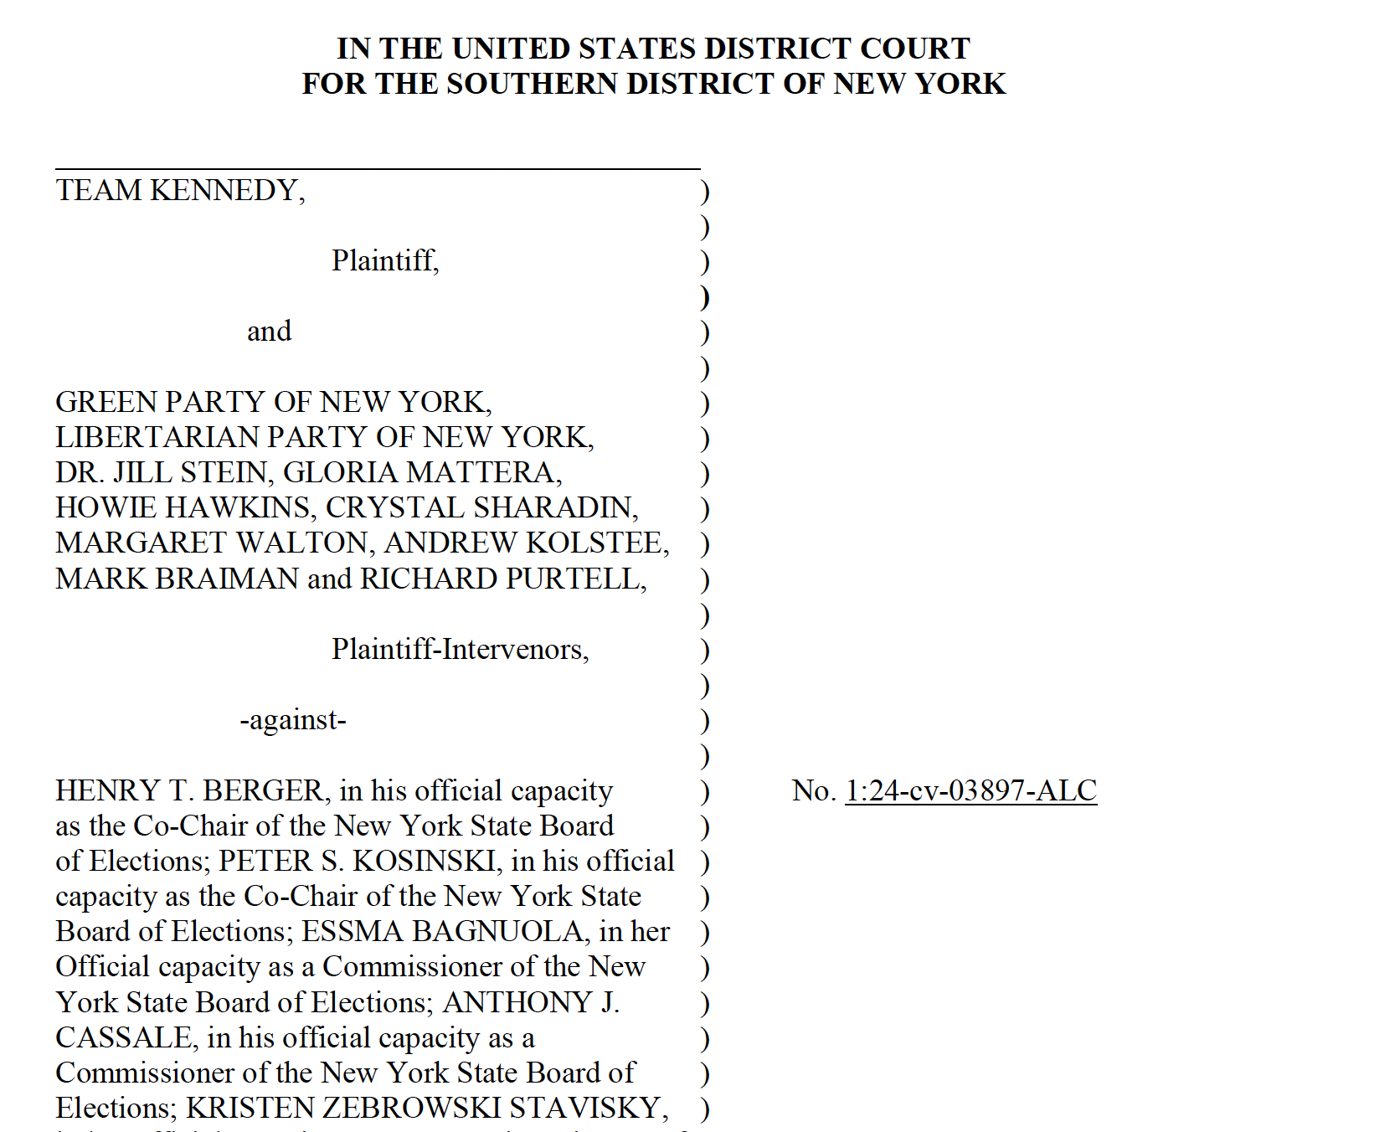 IN THE UNITED STATES DISTRICT COURT
FOR THE SOUTHERN DISTRICT OF NEW YORK
TEAM KENNEDY, )
)
Plaintiff, )
)
and )
)
GREEN PARTY OF NEW YORK, )
LIBERTARIAN PARTY OF NEW YORK, )
DR. JILL STEIN, GLORIA MATTERA, )
HOWIE HAWKINS, CRYSTAL SHARADIN, )
MARGARET WALTON, ANDREW KOLSTEE, )
MARK BRAIMAN and RICHARD PURTELL, )
)
Plaintiff-Intervenors, )
)
-against- )
)
HENRY T. BERGER, in his official capacity ) No. 1:24-cv-03897-ALC
as the Co-Chair of the New York State Board )
of Elections; PETER S. KOSINSKI, in his official )
capacity as the Co-Chair of the New York State )
Board of Elections; ESSMA BAGNUOLA, in her )
Official capacity as a Commissioner of the New )
York State Board of Elections; ANTHONY J. )
CASSALE, in his official capacity as a )
Commissioner of the New York State Board of )
Elections; KRISTEN ZEBROWSKI STAVISKY, )